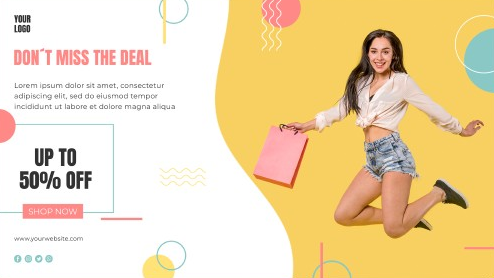 YOUR
LOGO
DON´T MISS THE DEAL
Lorem ipsum dolor sit amet, consectetur
adipiscing elit, sed do eiusmod tempor
incididunt ut labore et dolore magna aliqua
UP TO
50% OFF
SHOP NOW
www.yourwebsite.com